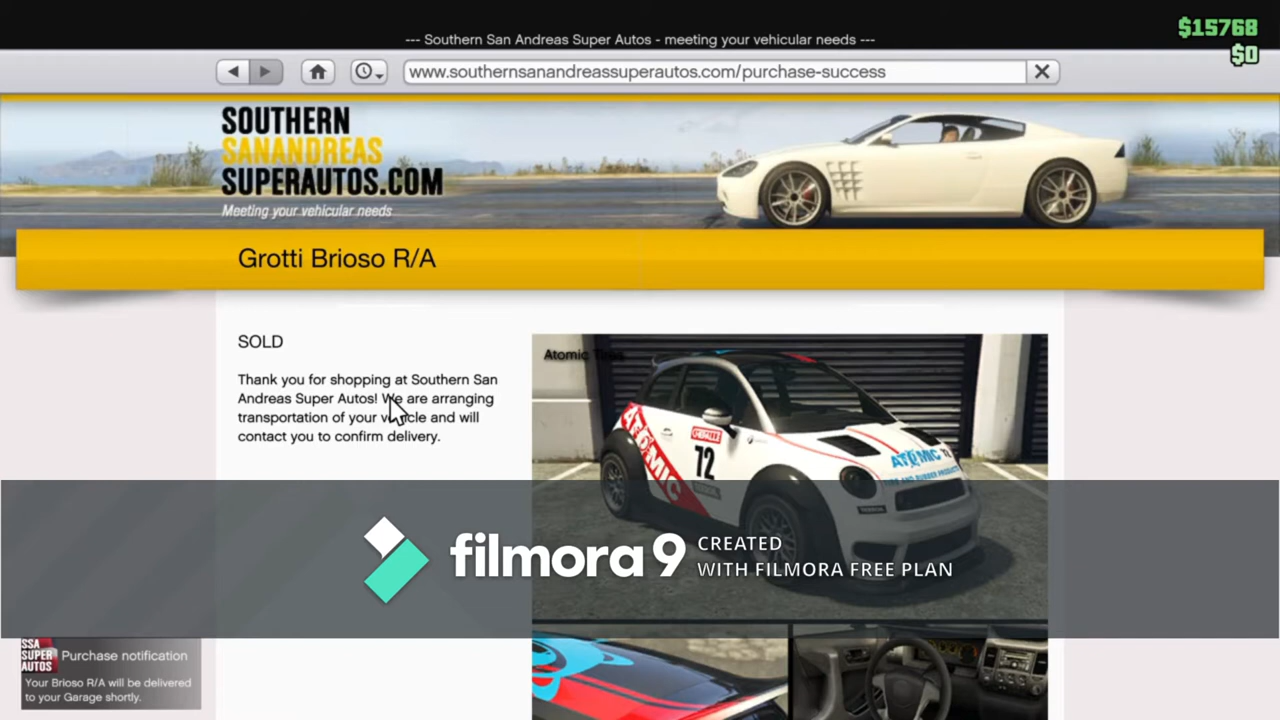 --- Southern San Andreas Super Autos - meeting your vehicular needs ---
$15768
$0
www.southernsanandreassuperautos.com/purchase-success
SOUTHERN
SANANDREAS
SUPERAUTOS.COM
Meeting your vehicular needs
Grotti Brioso R/A
SOLD
Thank you for shopping at Southern San
Andreas Super Autos! We are arranging
transportation of your vehicle and will
contact you to confirm delivery.
Atomic Tires
ATOMIC
72
ATOMIC
filmora 9
CREATED
WITH FILMORA FREE PLAN
SSA
SUPER
AUTOS
Purchase notification
Your Brioso R/A will be delivered
to your Garage shortly.